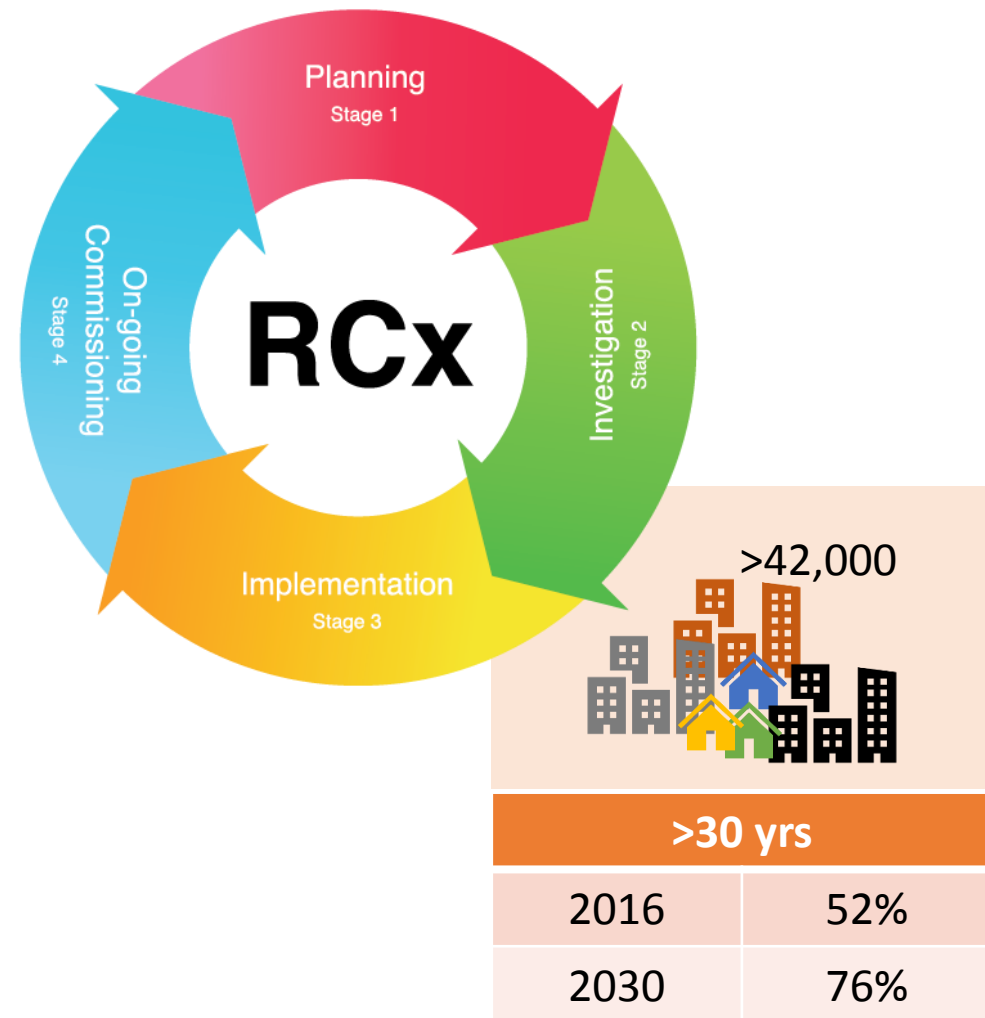 Planning
Stage 1
Investigation
Stage 2
Implementation
Stage 3
On-going
Commissioning
Stage 4
RCx
>42,000
>30 yrs
2016 52%
2030 76%